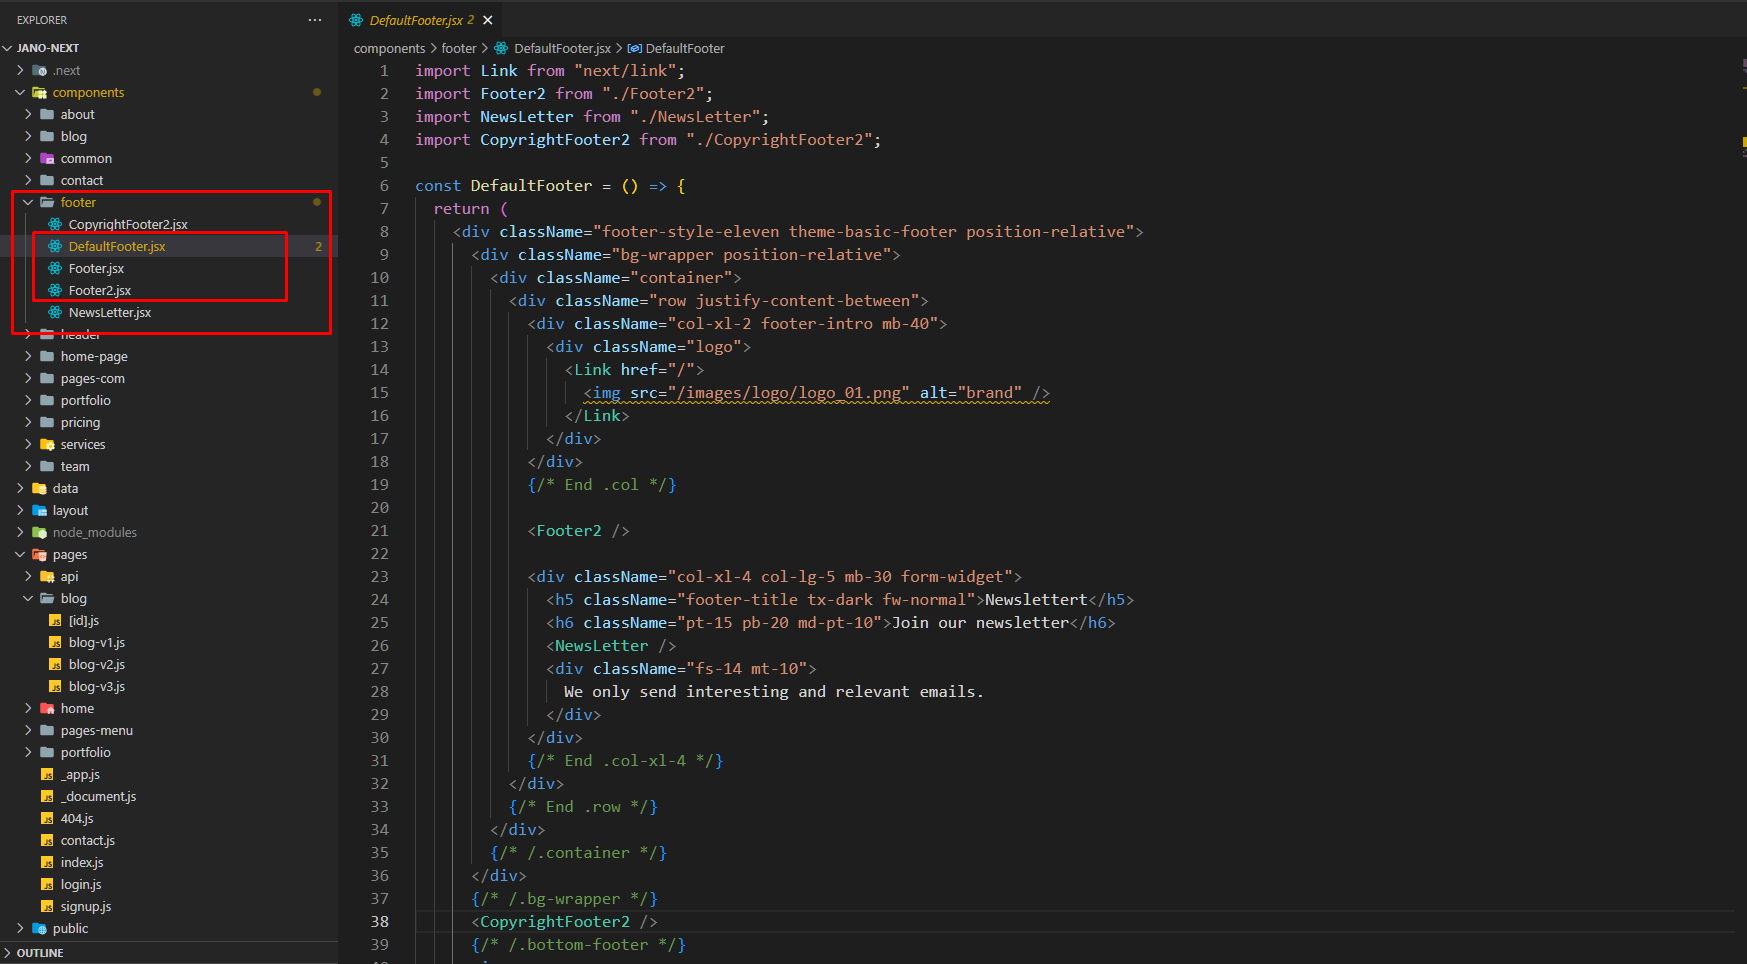 EXPLORER
JANO-NEXT
.next
components
about
blog
common
contact
footer
CopyrightFooter2.jsx
DefaultFooter.jsx 2
Footer.jsx
Footer2.jsx
NewsLetter.jsx
header
home-page
pages-com
portfolio
pricing
services
team
data
layout
node_modules
pages
api
blog
[id].js
blog-v1.js
blog-v2.js
blog-v3.js
home
pages-menu
portfolio
_app.js
_document.js
404.js
contact.js
index.js
login.js
signup.js
public
OUTLINE
DefaultFooter.jsx 2
components > footer > DefaultFooter.jsx > DefaultFooter
1 import Link from "next/link";
2 import Footer2 from "./Footer2";
3 import NewsLetter from "./NewsLetter";
4 import CopyrightFooter2 from "./CopyrightFooter2";
5
6 const DefaultFooter = () => {
7 return (
8 <div className="footer-style-eleven theme-basic-footer position-relative">
9 <div className="bg-wrapper position-relative">
10 <div className="container">
11 <div className="row justify-content-between">
12 <div className="col-xl-2 footer-intro mb-40">
13 <div className="logo">
14 <Link href="/">
15 <img src="/images/logo/logo_01.png" alt="brand" />
16 </Link>
17 </div>
18 </div>
19 {/* End .col */}
20
21 <Footer2 />
22
23 <div className="col-xl-4 col-lg-5 mb-30 form-widget">
24 <h5 className="footer-title tx-dark fw-normal">Newslettert</h5>
25 <h6 className="pt-15 pb-20 md-pt-10">Join our newsletter</h6>
26 <NewsLetter />
27 <div className="fs-14 mt-10">
28 We only send interesting and relevant emails.
29 </div>
30 </div>
31 {/* End .col-xl-4 */}
32 </div>
33 {/* End .row */}
34 </div>
35 {/* /.container */}
36 </div>
37 {/* /.bg-wrapper */}
38 <CopyrightFooter2 />
39 {/* /.bottom-footer */}